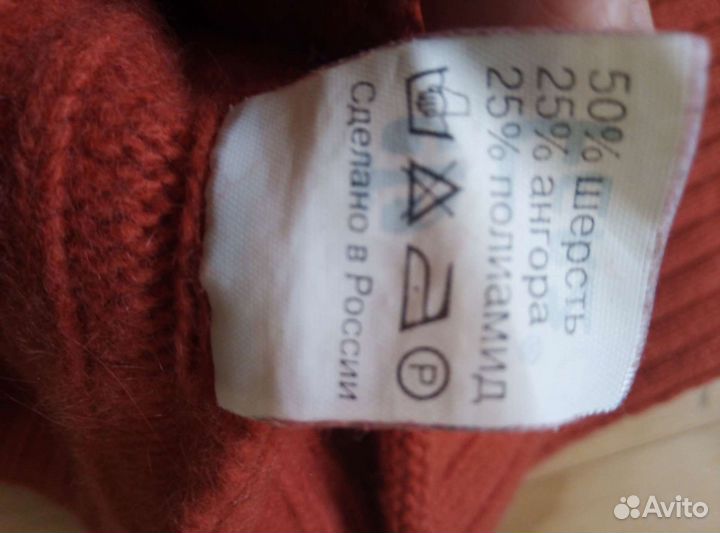 50% шерсть
25% ангора
25% полиамид
P
Сделано в России
Avito